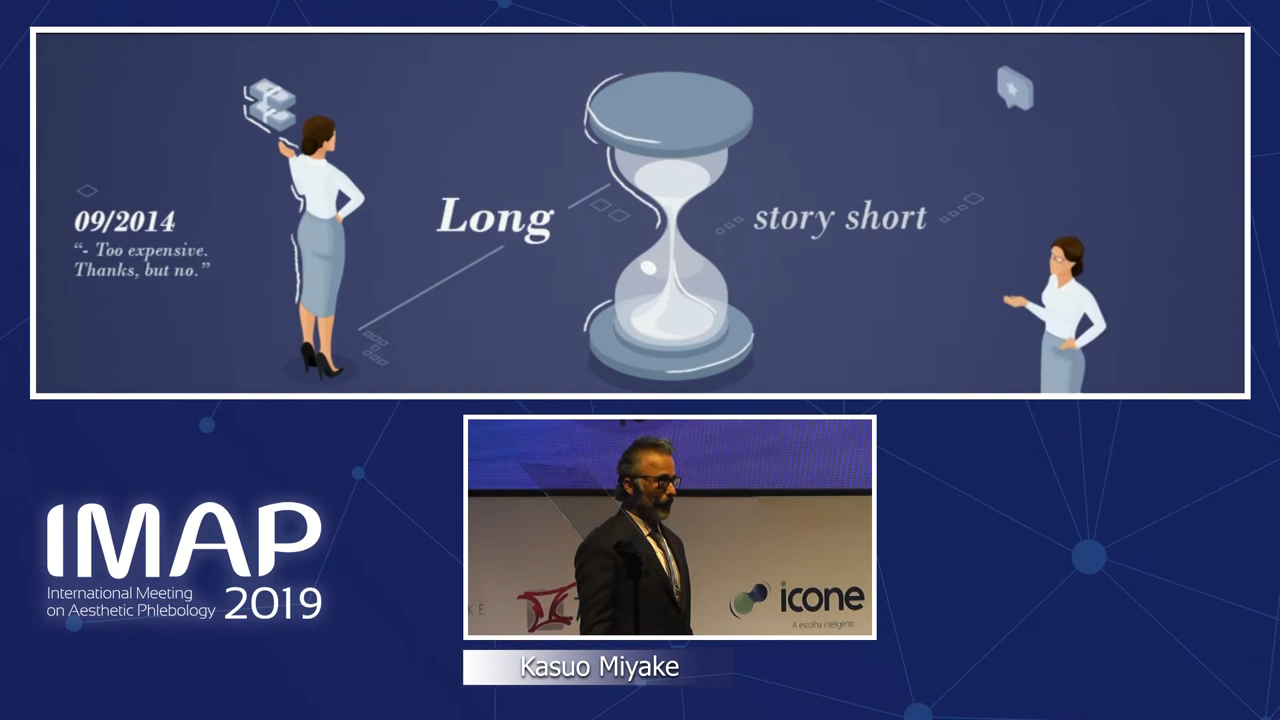 09/2014
“- Too expensive.
Thanks, but no.”
Long
story short
IMAP
International Meeting
on Aesthetic Phlebology
2019
icone
A escolha inteligente
Kasuo Miyake